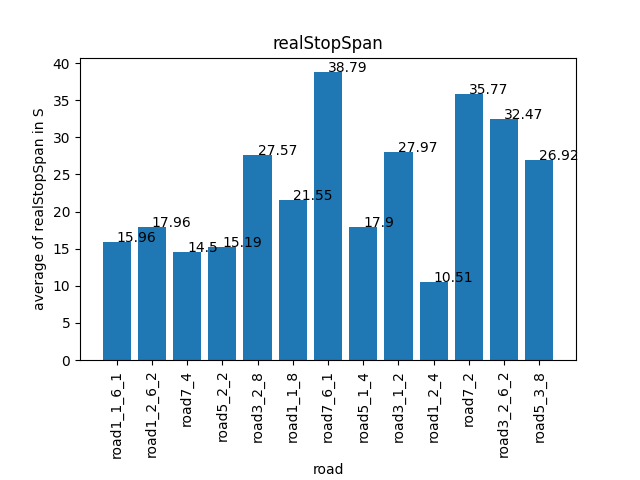 realStopSpan
average of realStopSpan in S
40
35
30
25
20
15
10
5
0
15.96
17.96
14.5
15.19
27.57
21.55
38.79
17.9
27.97
10.51
35.77
32.47
26.92
road1_1_6_1
road1_2_6_2
road7_4
road5_2_2
road3_2_8
road1_1_8
road7_6_1
road5_1_4
road3_1_2
road1_2_4
road7_2
road3_2_6_2
road5_3_8
road